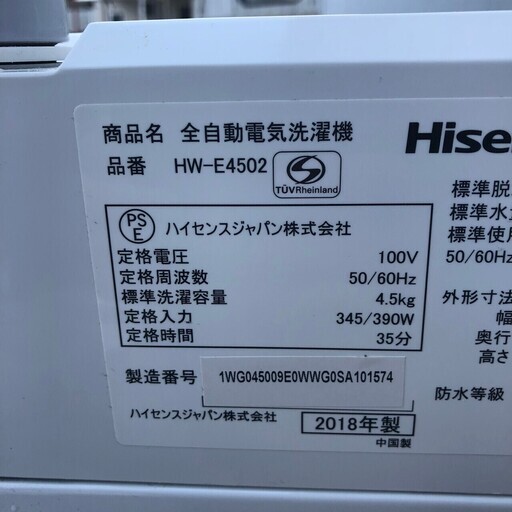 商品名 全自動電気洗濯機
品番 HW-E4502
TÜVRheinland
Hise
PS
E
ハイセンスジャパン株式会社
定格電圧 100V
定格周波数 50/60Hz
標準洗濯容量 4.5kg
定格入力 345/390W
定格時間 35分
製造番号 1WG045009E0WWG0SA101574
ハイセンスジャパン株式会社 2018年製
中国製
標準脱
標準水
標準使用
50/60Hz
外形寸法
幅
奥行
高さ
防水等級